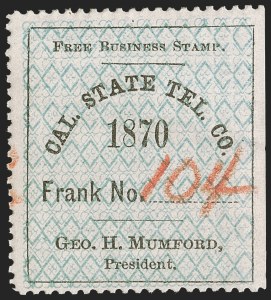 FREE BUSINESS STAMP.
CAL. STATE TEL. CO
1870
Frank No. 104
GEO. H. MUMFORD,
President.